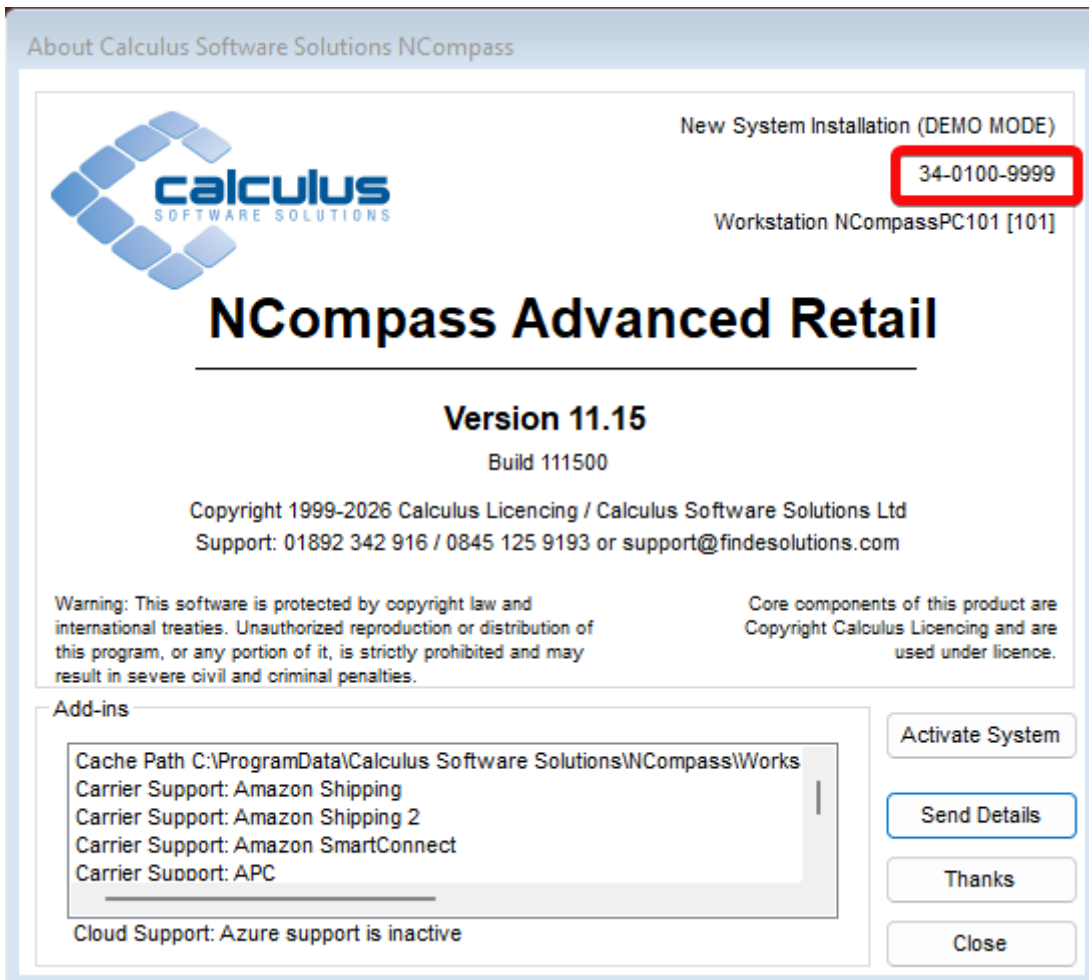 About Calculus Software Solutions NCompass
calculus
SOFTWARE SOLUTIONS
New System Installation (DEMO MODE)
34-0100-9999
Workstation NCompassPC101 [101]
NCompass Advanced Retail
Version 11.15
Build 111500
Copyright 1999-2026 Calculus Licencing / Calculus Software Solutions Ltd
Support: 01892 342 916 / 0845 125 9193 or support@findesolutions.com
Warning: This software is protected by copyright law and
international treaties. Unauthorized reproduction or distribution of
this program, or any portion of it, is strictly prohibited and may
result in severe civil and criminal penalties.
Core components of this product are
Copyright Calculus Licencing and are
used under licence.
Add-ins
Cache Path C:\ProgramData\Calculus Software Solutions\NCompass\Works
Carrier Support: Amazon Shipping
Carrier Support: Amazon Shipping 2
Carrier Support: Amazon SmartConnect
Carrier Support: APC
Cloud Support: Azure support is inactive
Activate System
Send Details
Thanks
Close